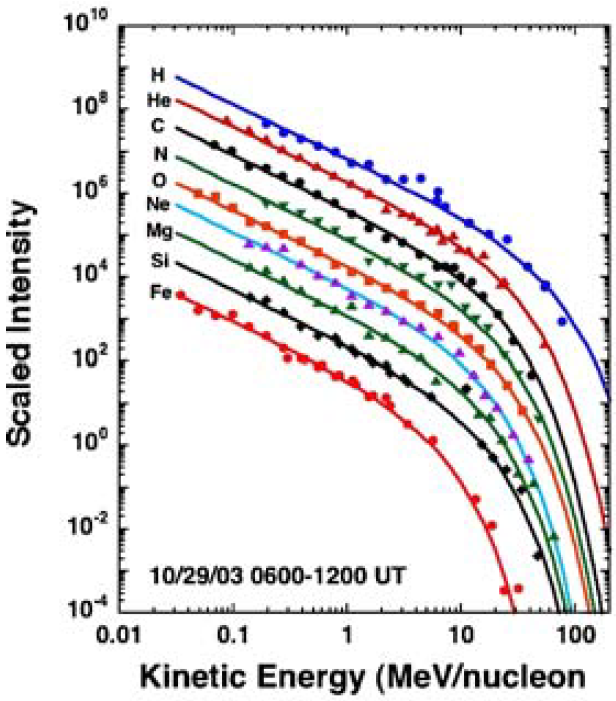 10^10
10^8
10^6
10^4
10^2
10^0
10^-2
10^-4
Scaled Intensity
H
He
C
N
O
Ne
Mg
Si
Fe
10/29/03 0600-1200 UT
0.01 0.1 1 10 100
Kinetic Energy (MeV/nucleon